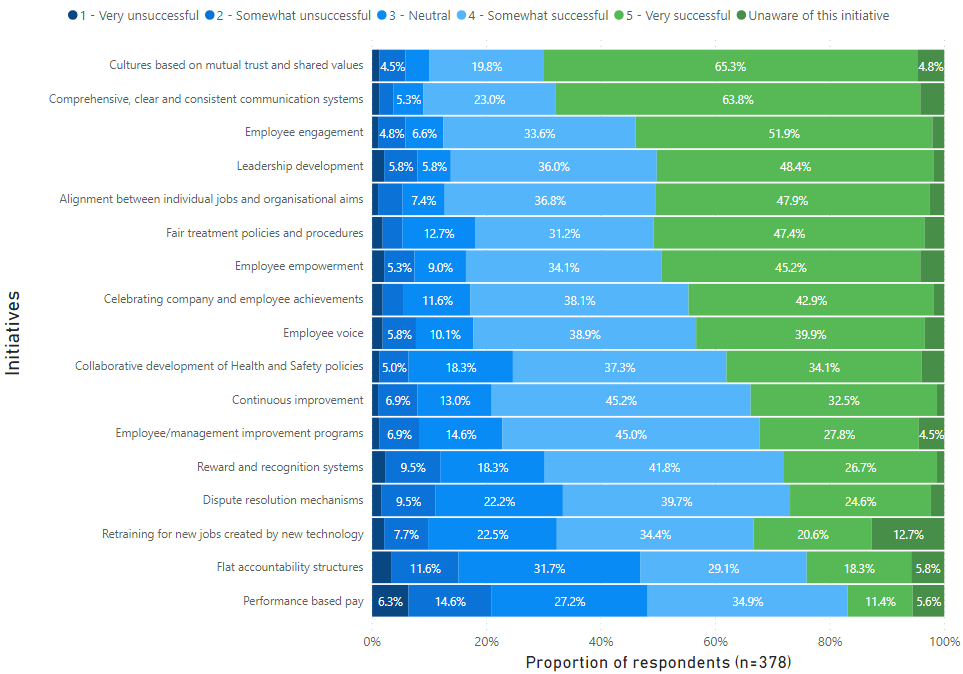 1 - Very unsuccessful 2 - Somewhat unsuccessful 3 - Neutral 4 - Somewhat successful 5 - Very successful Unaware of this initiative
Initiatives
Cultures based on mutual trust and shared values 4.5% 19.8% 65.3% 4.8%
Comprehensive, clear and consistent communication systems 5.3% 23.0% 63.8%
Employee engagement 4.8% 6.6% 33.6% 51.9%
Leadership development 5.8% 5.8% 36.0% 48.4%
Alignment between individual jobs and organisational aims 7.4% 36.8% 47.9%
Fair treatment policies and procedures 12.7% 31.2% 47.4%
Employee empowerment 5.3% 9.0% 34.1% 45.2%
Celebrating company and employee achievements 11.6% 38.1% 42.9%
Employee voice 5.8% 10.1% 38.9% 39.9%
Collaborative development of Health and Safety policies 5.0% 18.3% 37.3% 34.1%
Continuous improvement 6.9% 13.0% 45.2% 32.5%
Employee/management improvement programs 6.9% 14.6% 45.0% 27.8% 4.5%
Reward and recognition systems 9.5% 18.3% 41.8% 26.7%
Dispute resolution mechanisms 9.5% 22.2% 39.7% 24.6%
Retraining for new jobs created by new technology 7.7% 22.5% 34.4% 20.6% 12.7%
Flat accountability structures 11.6% 31.7% 29.1% 18.3% 5.8%
Performance based pay 6.3% 14.6% 27.2% 34.9% 11.4% 5.6%
0% 20% 40% 60% 80% 100%
Proportion of respondents (n=378)